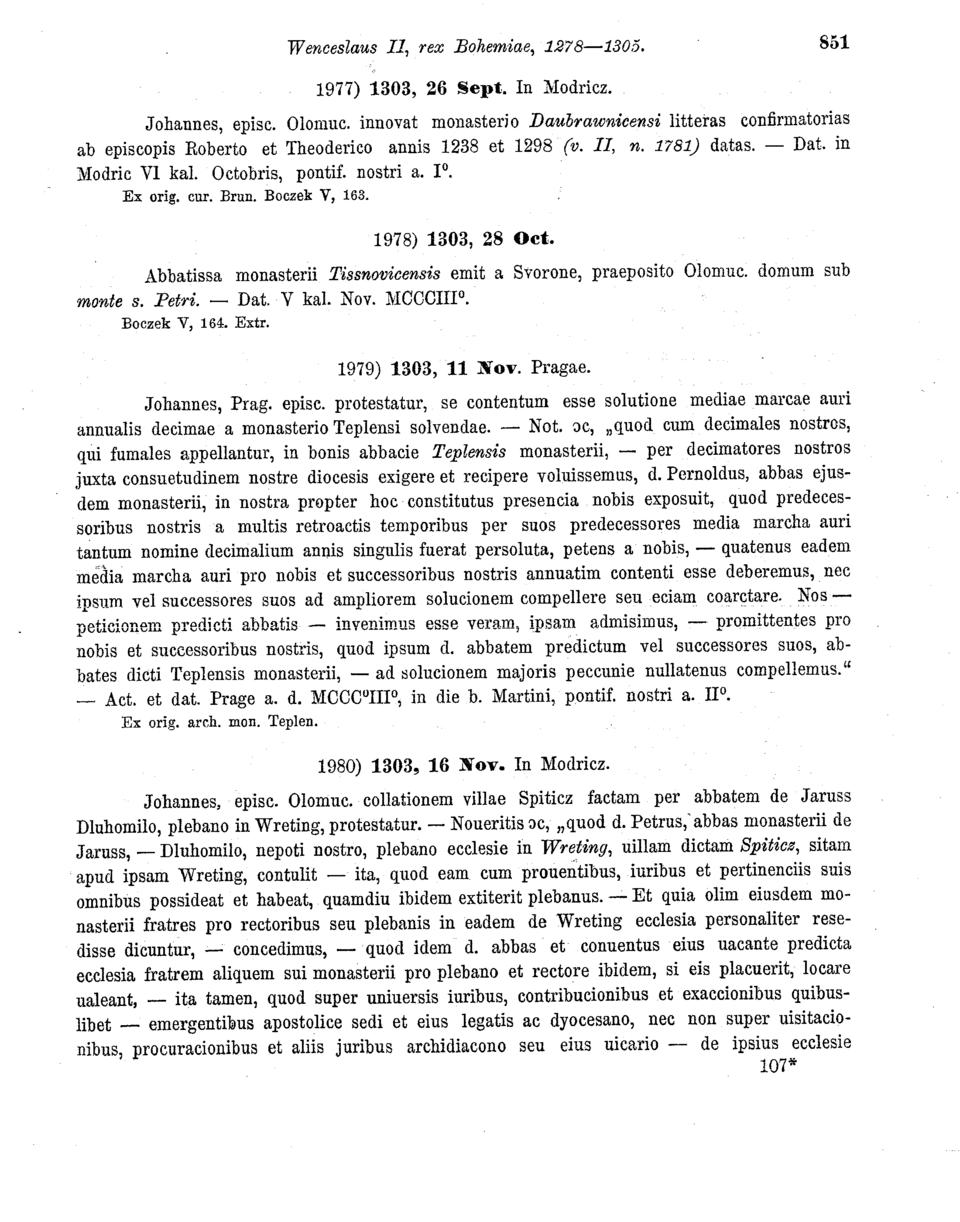 Wenceslaus II, rex Bohemiae, 1278—1305. 851
1977) 1303, 26 Sept. In Modricz.
Johannes, episc. Olomuc. innovat monasterio Daubrawnicensi litteras confirmatorias
ab episcopis Roberto et Theoderico annis 1238 et 1298 (v. II, n. 1781) datas. — Dat. in
Modric VI kal. Octobris, pontif. nostri a. I⁰.
Ex orig. cur. Brun. Boczek V, 163.
1978) 1303, 28 Oct.
Abbatissa monasterii Tissnovicensis emit a Svorone, praeposito Olomuc. domum sub
monte s. Petri. — Dat. V kal. Nov. MCCCIII⁰.
Boczek V, 164. Extr.
1979) 1303, 11 Nov. Pragae.
Johannes, Prag. episc. protestatur, se contentum esse solutione mediae marcae auri
annualis decimae a monasterio Teplensi solvendae. — Not. ɔc, „quod cum decimales nostros,
qui fumales appellantur, in bonis abbacie Teplensis monasterii, — per decimatores nostros
juxta consuetudinem nostre diocesis exigere et recipere voluissemus, d. Pernoldus, abbas ejus-
dem monasterii, in nostra propter hoc constitutus presencia nobis exposuit, quod predeces-
soribus nostris a multis retroactis temporibus per suos predecessores media marcha auri
tantum nomine decimalium annis singulis fuerat persoluta, petens a nobis, — quatenus eadem
media marcha auri pro nobis et successoribus nostris annuatim contenti esse deberemus, nec
ipsum vel successores suos ad ampliorem solucionem compellere seu eciam coarctare. Nos —
peticionem predicti abbatis — invenimus esse veram, ipsam admisimus, — promittentes pro
nobis et successoribus nostris, quod ipsum d. abbatem predictum vel successores suos, ab-
bates dicti Teplensis monasterii, — ad solucionem majoris peccunie nullatenus compellemus.“
— Act. et dat. Prage a. d. MCCC⁰III⁰, in die b. Martini, pontif. nostri a. II⁰.
Ex orig. arch. mon. Teplen.
1980) 1303, 16 Nov. In Modricz.
Johannes, episc. Olomuc. collationem villae Spiticz factam per abbatem de Jaruss
Dluhomilo, plebano in Wreting, protestatur. — Noueritis ɔc, „quod d. Petrus, abbas monasterii de
Jaruss, — Dluhomilo, nepoti nostro, plebano ecclesie in Wreting, uillam dictam Spiticz, sitam
apud ipsam Wreting, contulit — ita, quod eam cum prouentibus, iuribus et pertinenciis suis
omnibus possideat et habeat, quamdiu ibidem extiterit plebanus. — Et quia olim eiusdem mo-
nasterii fratres pro rectoribus seu plebanis in eadem de Wreting ecclesia personaliter rese-
disse dicuntur, — concedimus, — quod idem d. abbas et conuentus eius uacante predicta
ecclesia fratrem aliquem sui monasterii pro plebano et rectore ibidem, si eis placuerit, locare
ualeant, — ita tamen, quod super uniuersis iuribus, contribucionibus et exaccionibus quibus-
libet — emergentibus apostolice sedi et eius legatis ac dyocesano, nec non super uisitacio-
nibus, procuracionibus et aliis juribus archidiacono seu eius uicario — de ipsius ecclesie
107*